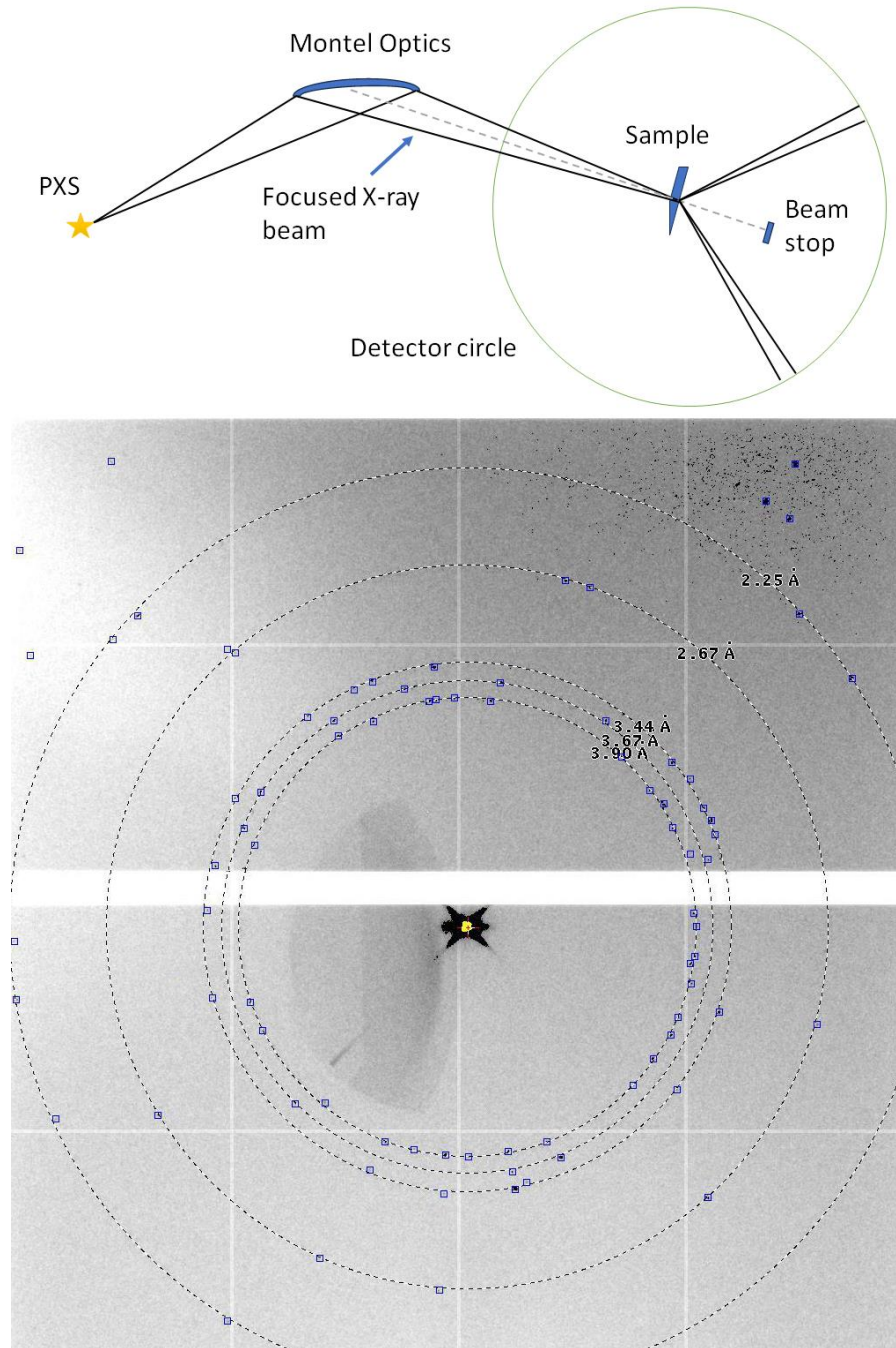 Montel Optics
Sample
PXS
Focused X-ray
beam
Beam
stop
Detector circle
2.25 Å
2.67 Å
3.44 Å
3.67 Å
3.90 Å